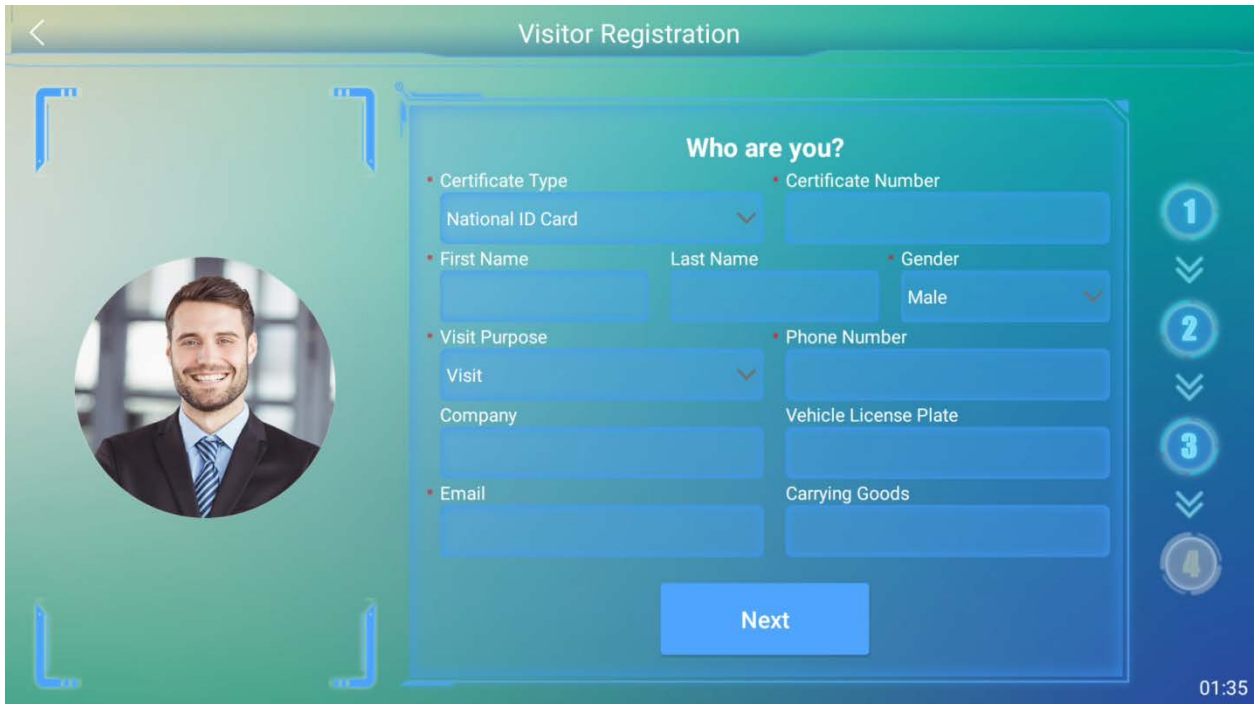 Visitor Registration
Who are you?
* Certificate Type
* Certificate Number
National ID Card
* First Name
Last Name
* Gender
Male
* Visit Purpose
* Phone Number
Visit
Company
Vehicle License Plate
* Email
Carrying Goods
Next
1
2
3
4
01:35